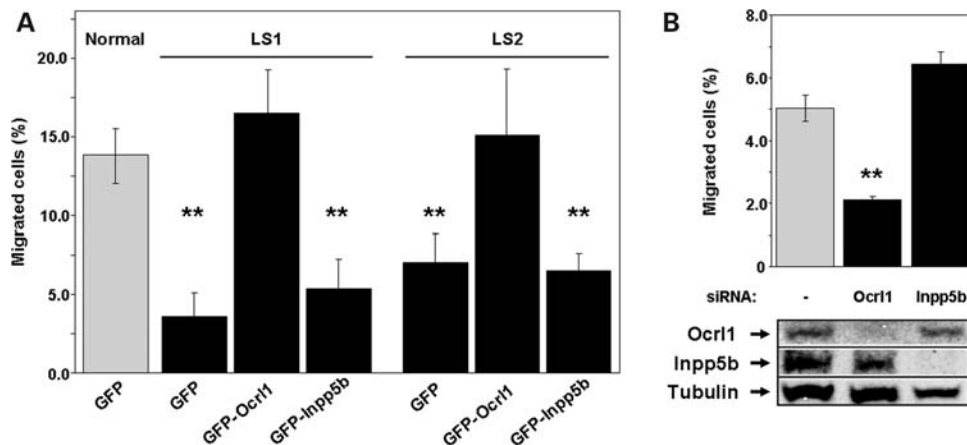 A
Normal LS1 LS2
Migrated cells (%)
20.0
15.0
10.0
5.0
0.0
** ** ** **
GFP GFP GFP-Ocrl1 GFP-Inpp5b GFP GFP-Ocrl1 GFP-Inpp5b
B
Migrated cells (%)
8.0
6.0
4.0
2.0
0
**
siRNA: - Ocrl1 Inpp5b
Ocrl1
Inpp5b
Tubulin